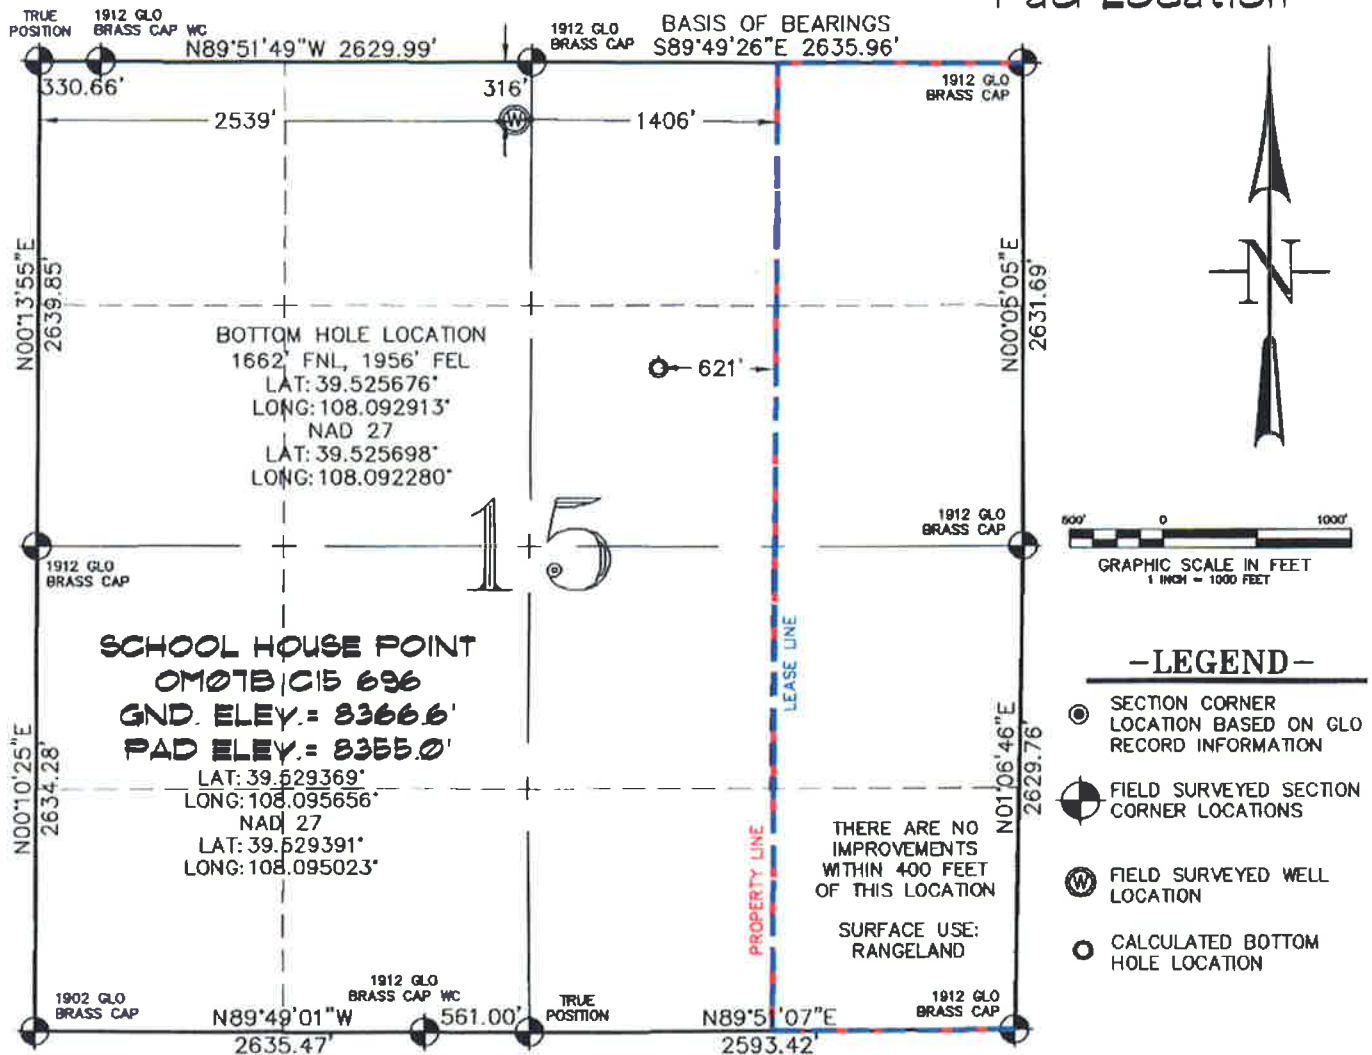 Pad Location
TRUE
POSITION
1912 GLO
BRASS CAP WC
N89°51'49"W 2629.99'
1912 GLO
BRASS CAP
BASIS OF BEARINGS
S89°49'26"E 2635.96'
1912 GLO
BRASS CAP
330.66'
316'
2539'
W
1406'
N00°13'55"E
2639.85'
N00°05'05"E
2631.69'
N
BOTTOM HOLE LOCATION
1662' FNL, 1956' FEL
LAT: 39.525676°
LONG: 108.092913°
NAD 27
LAT: 39.525698°
LONG: 108.092280°
621'
15
1912 GLO
BRASS CAP
1912 GLO
BRASS CAP
500' 0 1000'
GRAPHIC SCALE IN FEET
1 INCH = 1000 FEET
SCHOOL HOUSE POINT
OM07B C15 696
GND. ELEV.= 8366.6'
PAD ELEV.= 8355.0'
LAT: 39.529369°
LONG: 108.095656°
NAD 27
LAT: 39.529391°
LONG: 108.095023°
N00°10'25"E
2634.28'
LEASE LINE
PROPERTY LINE
N01°06'46"E
2629.76'
THERE ARE NO
IMPROVEMENTS
WITHIN 400 FEET
OF THIS LOCATION
SURFACE USE:
RANGELAND
-LEGEND-
SECTION CORNER
LOCATION BASED ON GLO
RECORD INFORMATION
FIELD SURVEYED SECTION
CORNER LOCATIONS
W
FIELD SURVEYED WELL
LOCATION
CALCULATED BOTTOM
HOLE LOCATION
1902 GLO
BRASS CAP
N89°49'01"W
2635.47'
1912 GLO
BRASS CAP WC
561.00'
TRUE
POSITION
N89°51'07"E
2593.42'
1912 GLO
BRASS CAP